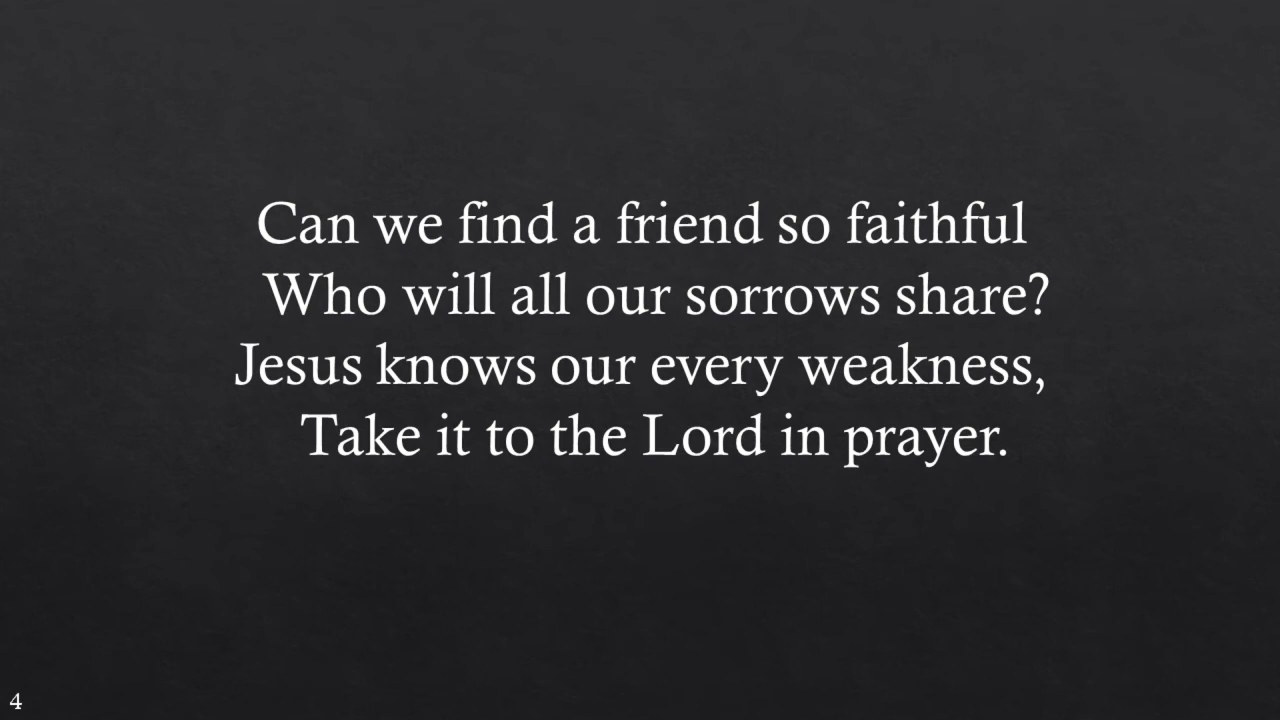 Can we find a friend so faithful
Who will all our sorrows share?
Jesus knows our every weakness,
Take it to the Lord in prayer.
4